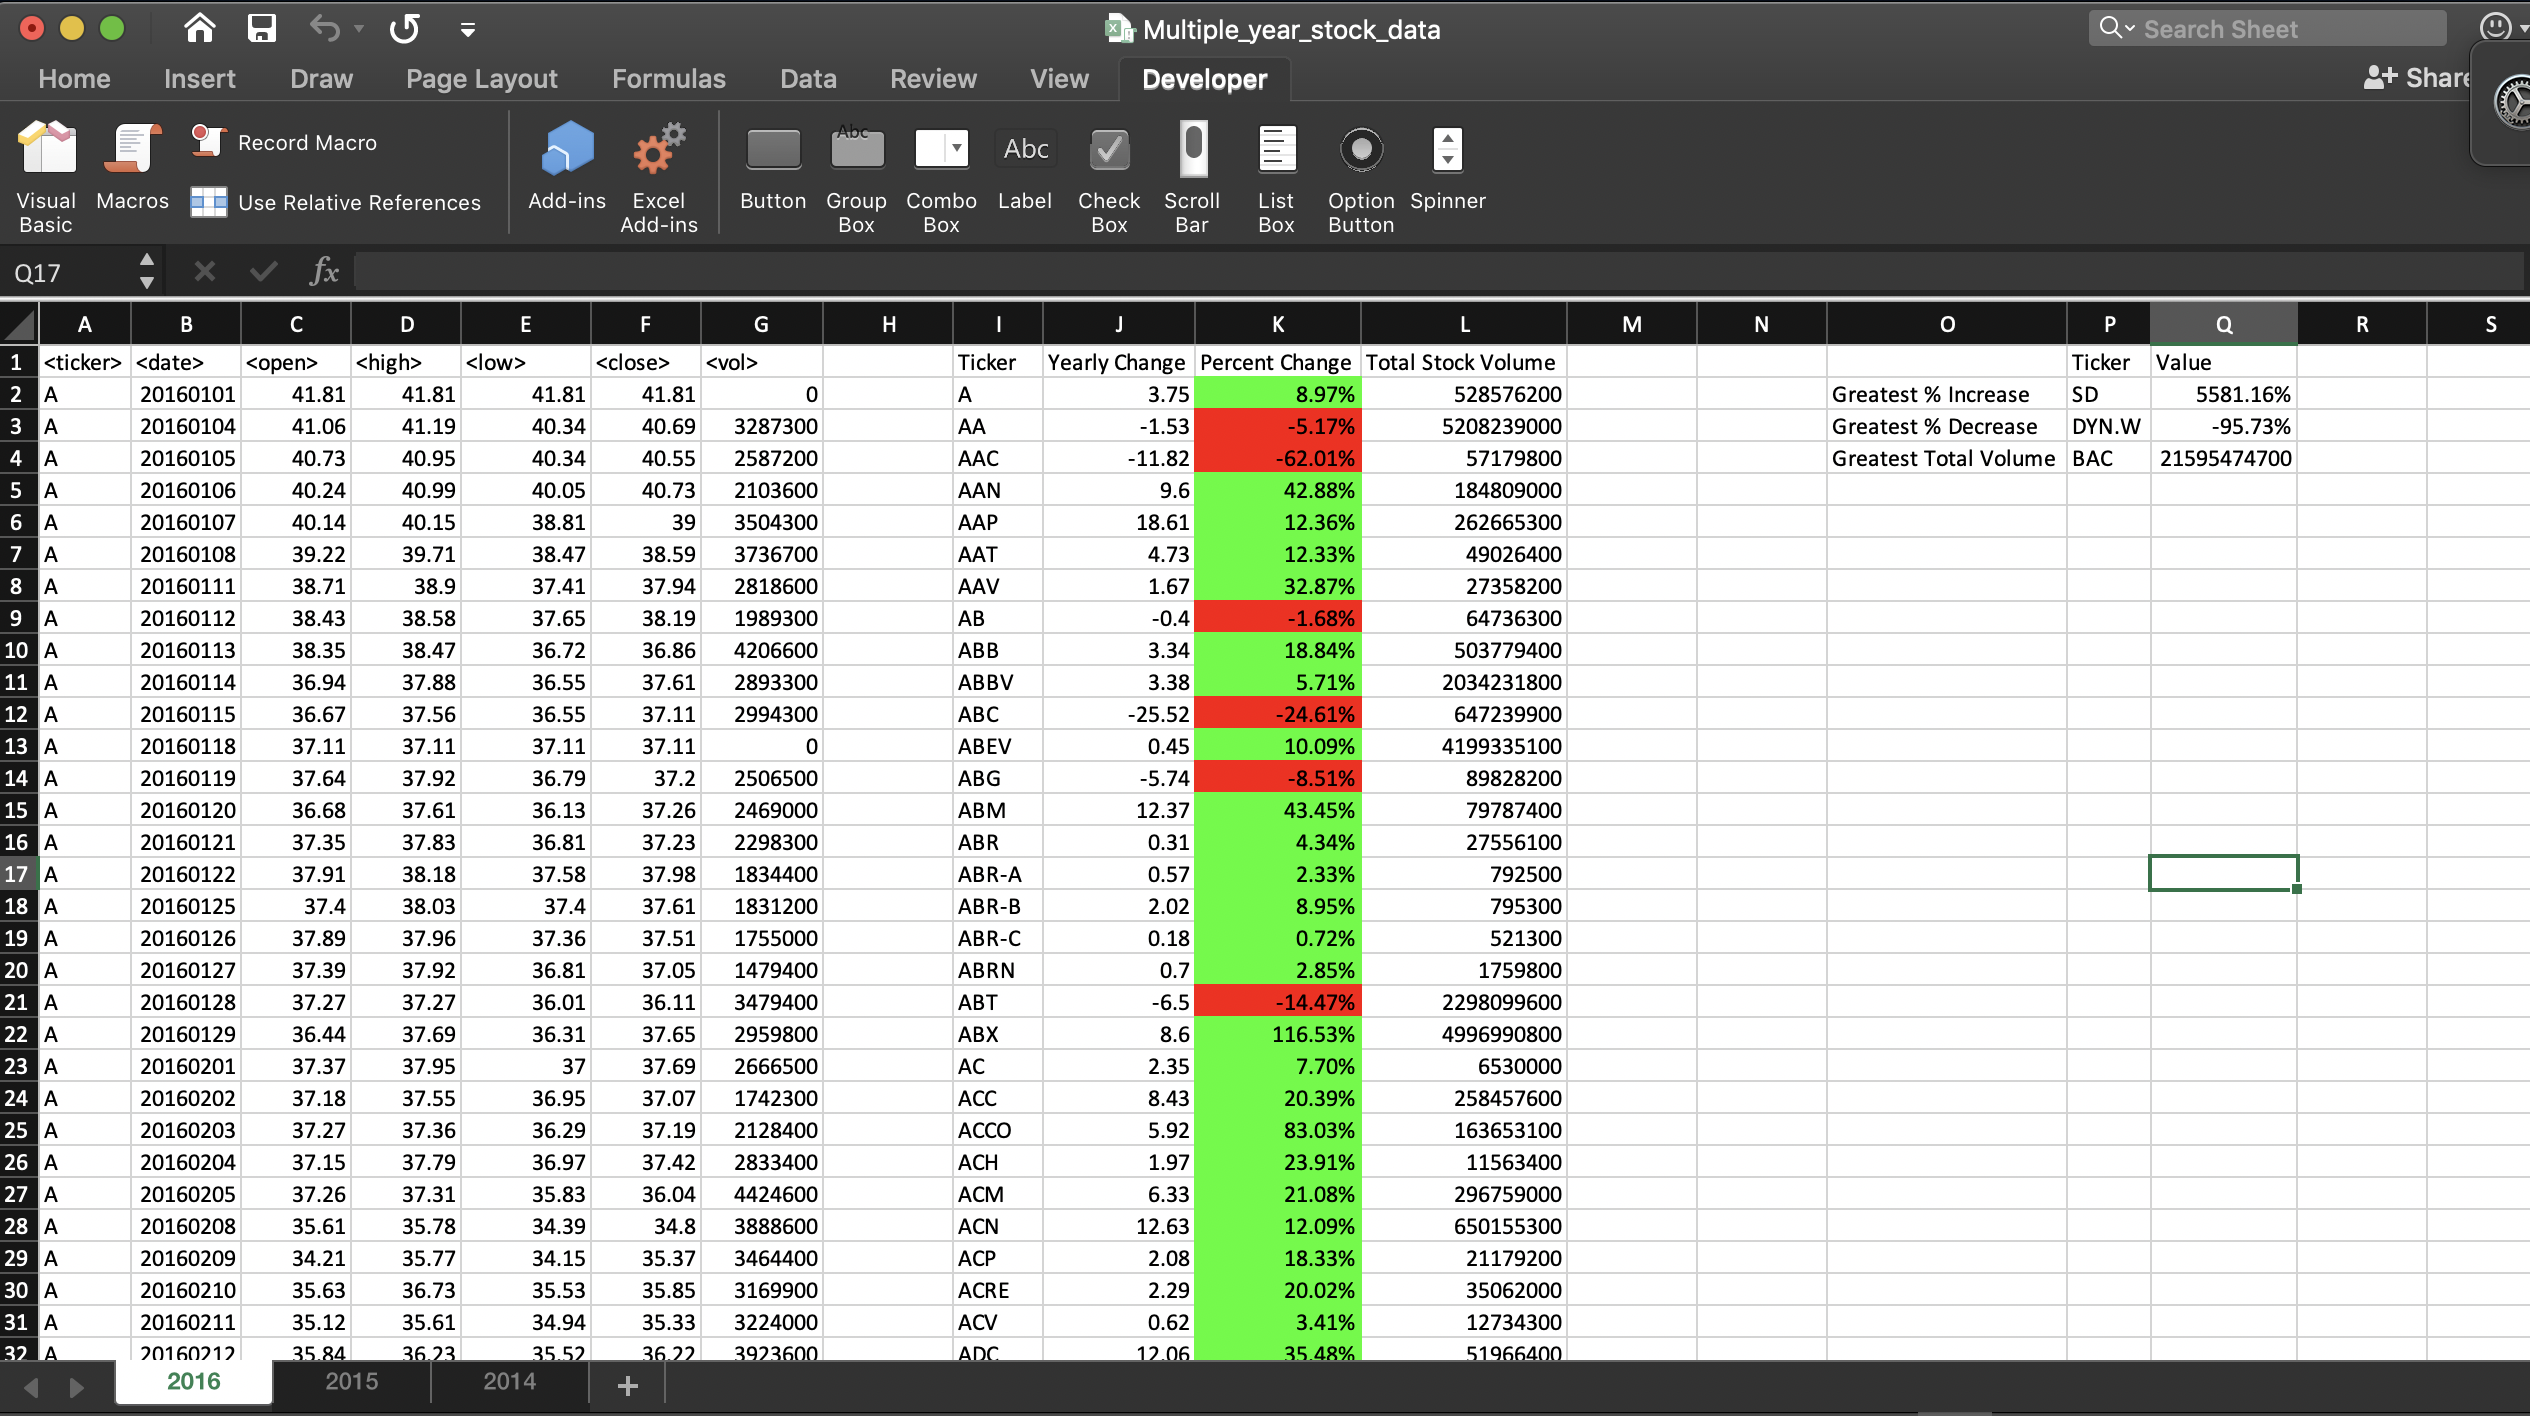 Multiple_year_stock_data
Search Sheet
Home Insert Draw Page Layout Formulas Data Review View Developer
Share
Visual Basic
Macros
Record Macro
Use Relative References
Add-ins
Excel Add-ins
Button
Abc
Group Box
Combo Box
Abc
Label
Check Box
Scroll Bar
List Box
Option Button
Spinner
Q17 fx
A B C D E F G H I J K L M N O P Q R S
1 <ticker> <date> <open> <high> <low> <close> <vol> Ticker Yearly Change Percent Change Total Stock Volume Ticker Value
2 A 20160101 41.81 41.81 41.81 41.81 0 A 3.75 8.97% 528576200 Greatest % Increase SD 5581.16%
3 A 20160104 41.06 41.19 40.34 40.69 3287300 AA -1.53 -5.17% 5208239000 Greatest % Decrease DYN.W -95.73%
4 A 20160105 40.73 40.95 40.34 40.55 2587200 AAC -11.82 -62.01% 57179800 Greatest Total Volume BAC 21595474700
5 A 20160106 40.24 40.99 40.05 40.73 2103600 AAN 9.6 42.88% 184809000
6 A 20160107 40.14 40.15 38.81 39 3504300 AAP 18.61 12.36% 262665300
7 A 20160108 39.22 39.71 38.47 38.59 3736700 AAT 4.73 12.33% 49026400
8 A 20160111 38.71 38.9 37.41 37.94 2818600 AAV 1.67 32.87% 27358200
9 A 20160112 38.43 38.58 37.65 38.19 1989300 AB -0.4 -1.68% 64736300
10 A 20160113 38.35 38.47 36.72 36.86 4206600 ABB 3.34 18.84% 503779400
11 A 20160114 36.94 37.88 36.55 37.61 2893300 ABBV 3.38 5.71% 2034231800
12 A 20160115 36.67 37.56 36.55 37.11 2994300 ABC -25.52 -24.61% 647239900
13 A 20160118 37.11 37.11 37.11 37.11 0 ABEV 0.45 10.09% 4199335100
14 A 20160119 37.64 37.92 36.79 37.2 2506500 ABG -5.74 -8.51% 89828200
15 A 20160120 36.68 37.61 36.13 37.26 2469000 ABM 12.37 43.45% 79787400
16 A 20160121 37.35 37.83 36.81 37.23 2298300 ABR 0.31 4.34% 27556100
17 A 20160122 37.91 38.18 37.58 37.98 1834400 ABR-A 0.57 2.33% 792500
18 A 20160125 37.4 38.03 37.4 37.61 1831200 ABR-B 2.02 8.95% 795300
19 A 20160126 37.89 37.96 37.36 37.51 1755000 ABR-C 0.18 0.72% 521300
20 A 20160127 37.39 37.92 36.81 37.05 1479400 ABRN 0.7 2.85% 1759800
21 A 20160128 37.27 37.27 36.01 36.11 3479400 ABT -6.5 -14.47% 2298099600
22 A 20160129 36.44 37.69 36.31 37.65 2959800 ABX 8.6 116.53% 4996990800
23 A 20160201 37.37 37.95 37 37.69 2666500 AC 2.35 7.70% 6530000
24 A 20160202 37.18 37.55 36.95 37.07 1742300 ACC 8.43 20.39% 258457600
25 A 20160203 37.27 37.36 36.29 37.19 2128400 ACCO 5.92 83.03% 163653100
26 A 20160204 37.15 37.79 36.97 37.42 2833400 ACH 1.97 23.91% 11563400
27 A 20160205 37.26 37.31 35.83 36.04 4424600 ACM 6.33 21.08% 296759000
28 A 20160208 35.61 35.78 34.39 34.8 3888600 ACN 12.63 12.09% 650155300
29 A 20160209 34.21 35.77 34.15 35.37 3464400 ACP 2.08 18.33% 21179200
30 A 20160210 35.63 36.73 35.53 35.85 3169900 ACRE 2.29 20.02% 35062000
31 A 20160211 35.12 35.61 34.94 35.33 3224000 ACV 0.62 3.41% 12734300
32 A 20160212 35.84 36.23 35.52 36.22 3923600 ADC 12.06 35.48% 51966400
2016 2015 2014 +